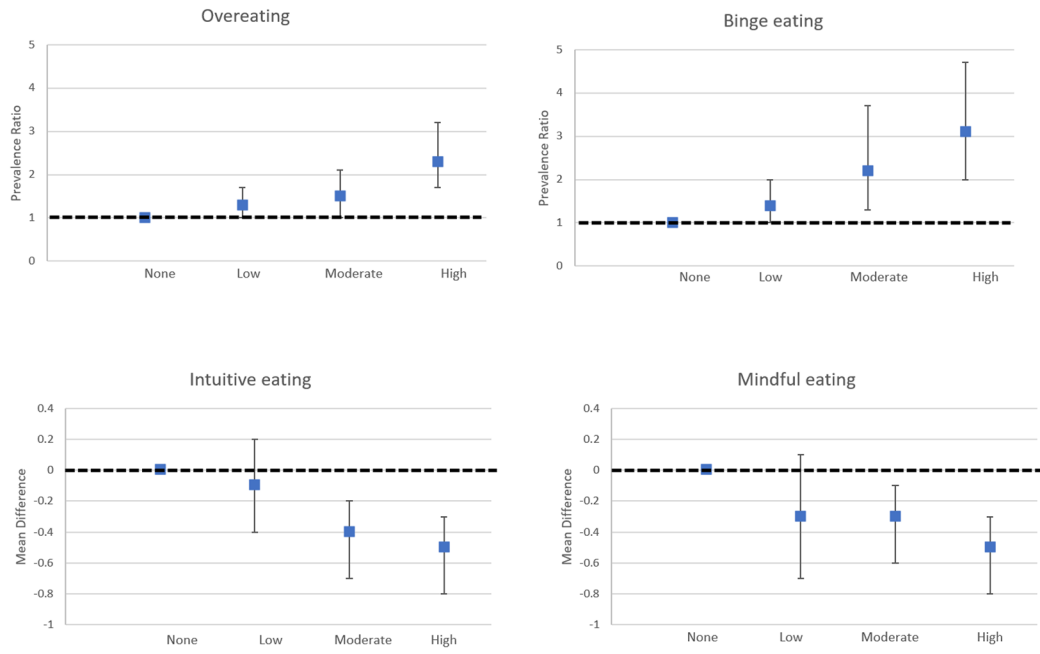 Overeating
Prevalence Ratio
5
4
3
2
1
0
None Low Moderate High
Binge eating
Prevalence Ratio
5
4
3
2
1
0
None Low Moderate High
Intuitive eating
Mean Difference
0.4
0.2
0
-0.2
-0.4
-0.6
-0.8
-1
None Low Moderate High
Mindful eating
Mean Difference
0.4
0.2
0
-0.2
-0.4
-0.6
-0.8
-1
None Low Moderate High